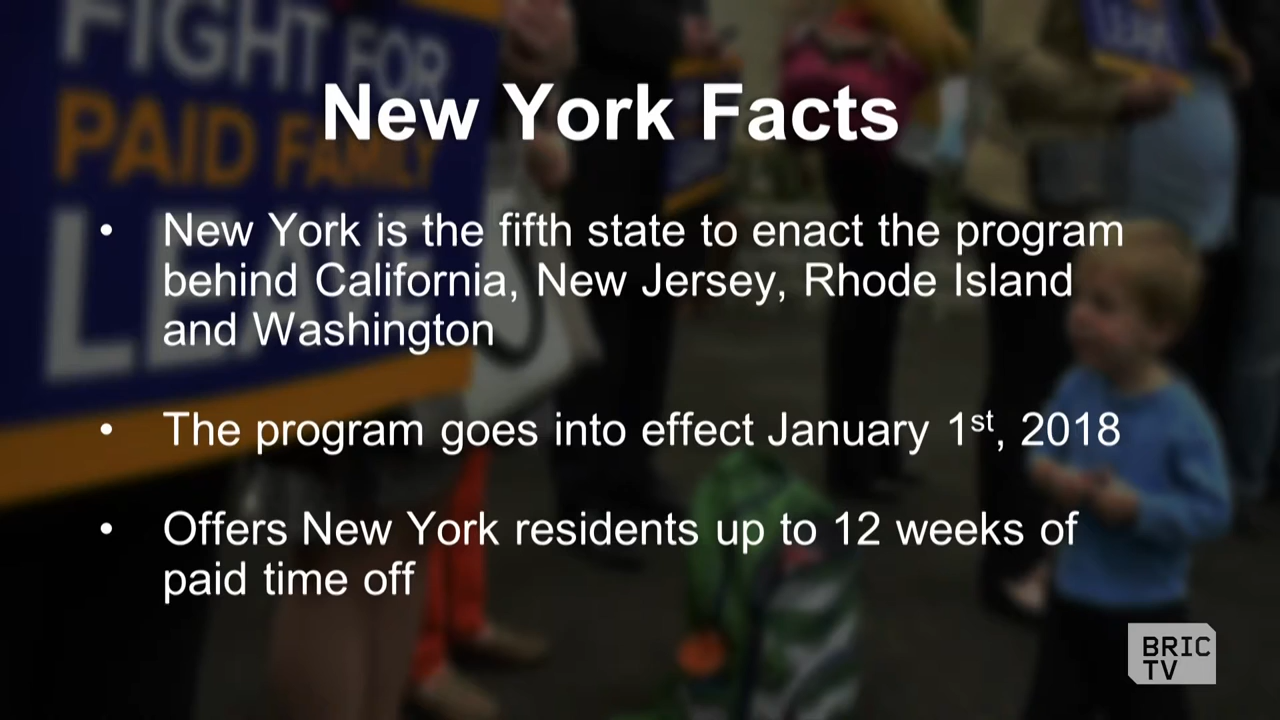 New York Facts
• New York is the fifth state to enact the program
behind California, New Jersey, Rhode Island
and Washington
• The program goes into effect January 1st, 2018
• Offers New York residents up to 12 weeks of
paid time off
FIGHT FOR
PAID FAMILY
LEAVE
LEAVE
BRIC
TV